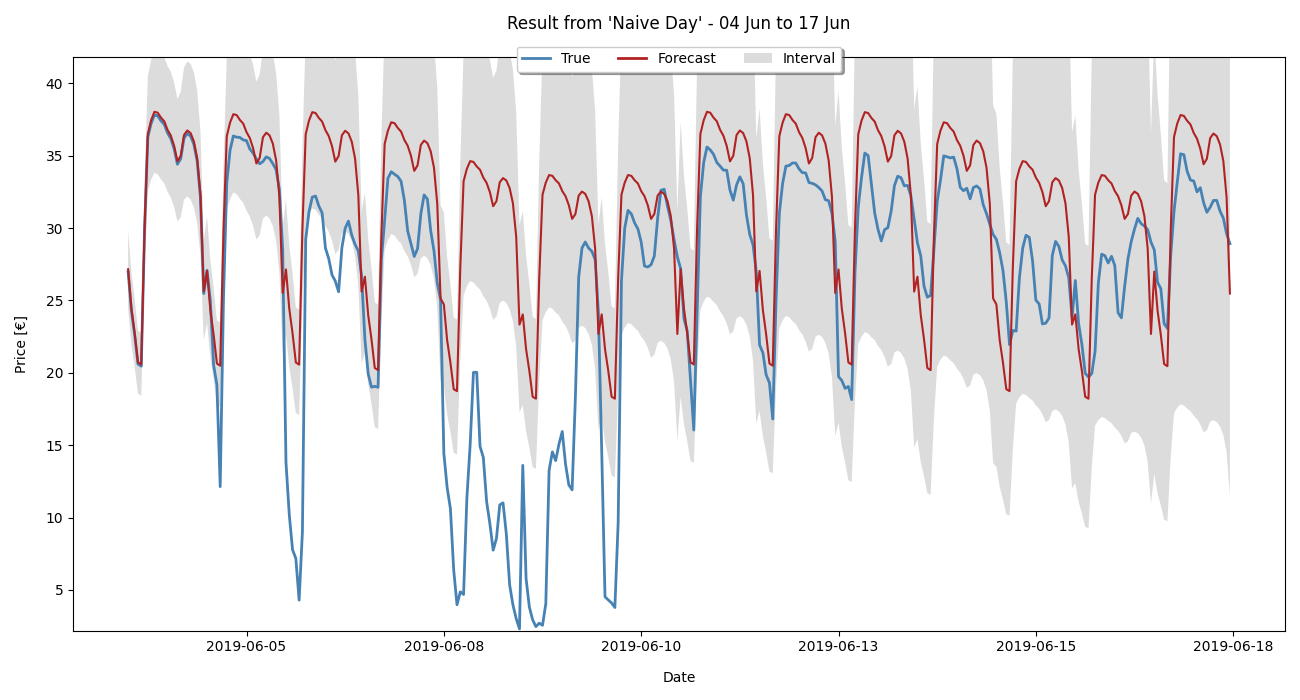 Result from 'Naive Day' - 04 Jun to 17 Jun
True Forecast Interval
40
35
30
25
20
15
10
5
Price [€]
2019-06-05 2019-06-08 2019-06-10 2019-06-13 2019-06-15 2019-06-18
Date